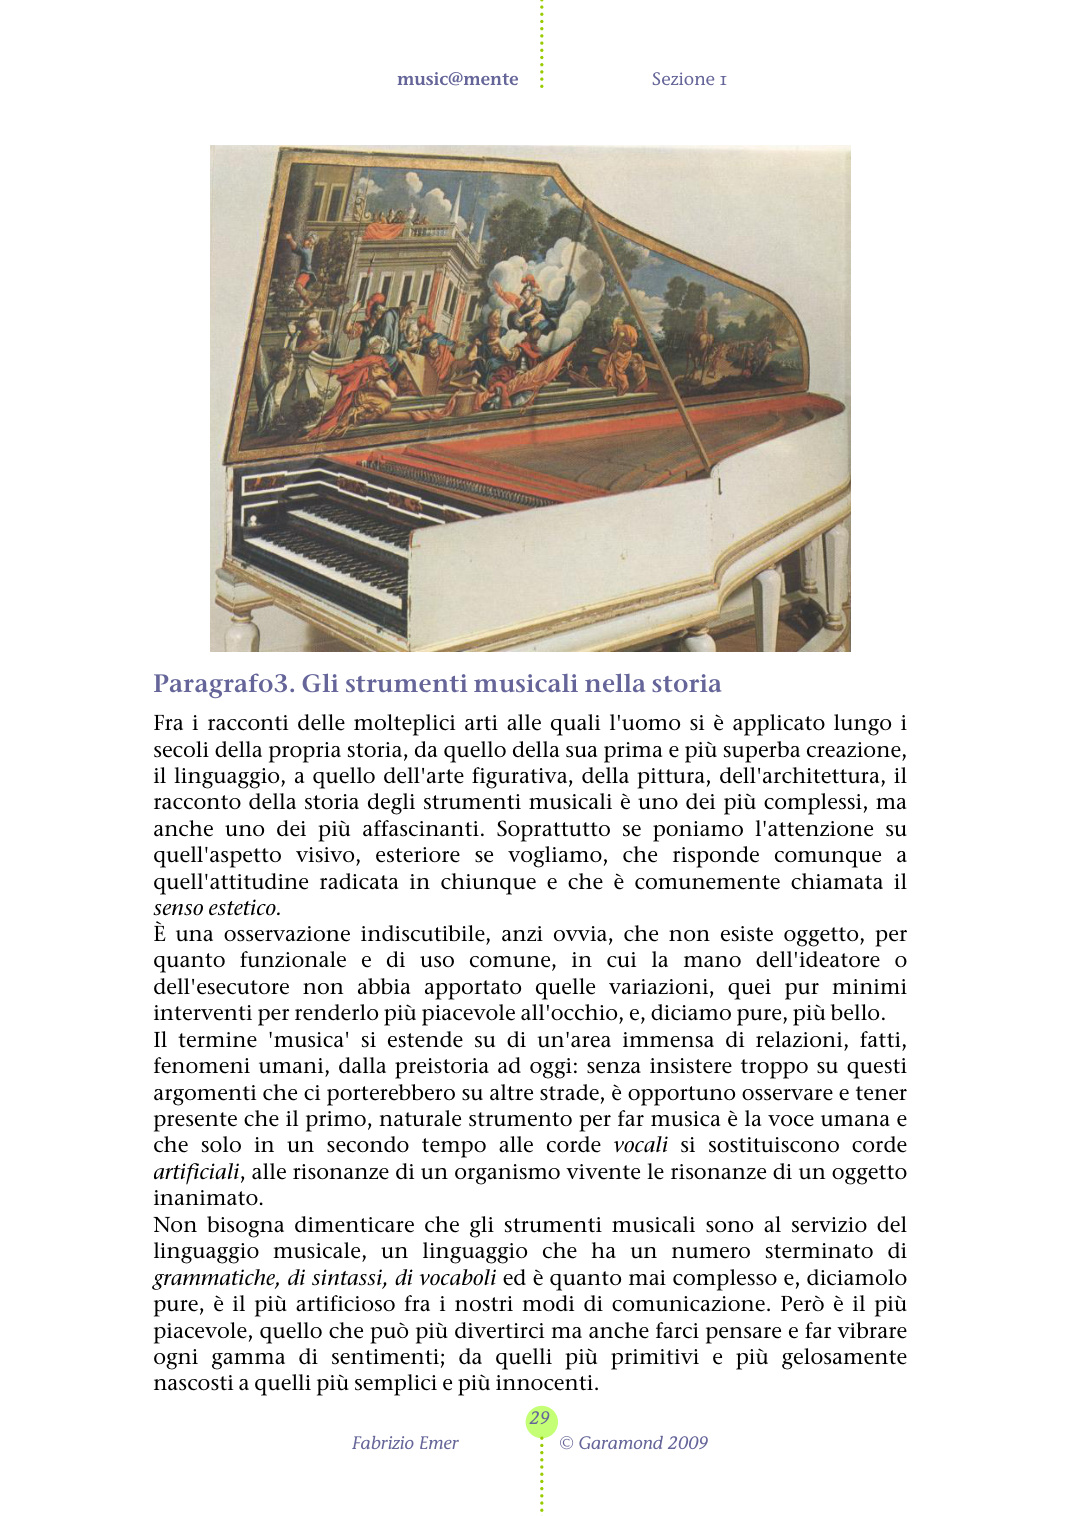 music@mente
Sezione 1
Paragrafo3. Gli strumenti musicali nella storia
Fra i racconti delle molteplici arti alle quali l'uomo si è applicato lungo i
secoli della propria storia, da quello della sua prima e più superba creazione,
il linguaggio, a quello dell'arte figurativa, della pittura, dell'architettura, il
racconto della storia degli strumenti musicali è uno dei più complessi, ma
anche uno dei più affascinanti. Soprattutto se poniamo l'attenzione su
quell'aspetto visivo, esteriore se vogliamo, che risponde comunque a
quell'attitudine radicata in chiunque e che è comunemente chiamata il
senso estetico.
È una osservazione indiscutibile, anzi ovvia, che non esiste oggetto, per
quanto funzionale e di uso comune, in cui la mano dell'ideatore o
dell'esecutore non abbia apportato quelle variazioni, quei pur minimi
interventi per renderlo più piacevole all'occhio, e, diciamo pure, più bello.
Il termine 'musica' si estende su di un'area immensa di relazioni, fatti,
fenomeni umani, dalla preistoria ad oggi: senza insistere troppo su questi
argomenti che ci porterebbero su altre strade, è opportuno osservare e tener
presente che il primo, naturale strumento per far musica è la voce umana e
che solo in un secondo tempo alle corde vocali si sostituiscono corde
artificiali, alle risonanze di un organismo vivente le risonanze di un oggetto
inanimato.
Non bisogna dimenticare che gli strumenti musicali sono al servizio del
linguaggio musicale, un linguaggio che ha un numero sterminato di
grammatiche, di sintassi, di vocaboli ed è quanto mai complesso e, diciamolo
pure, è il più artificioso fra i nostri modi di comunicazione. Però è il più
piacevole, quello che può più divertirci ma anche farci pensare e far vibrare
ogni gamma di sentimenti; da quelli più primitivi e più gelosamente
nascosti a quelli più semplici e più innocenti.
29
Fabrizio Emer
© Garamond 2009